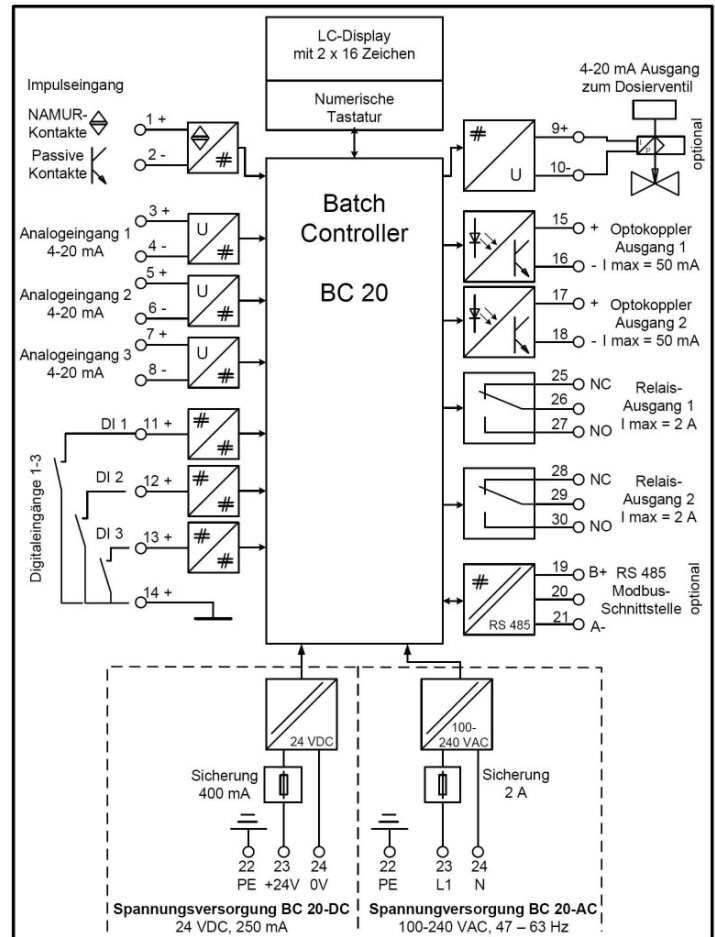 LC-Display
mit 2 x 16 Zeichen
Numerische
Tastatur
Impulseingang
NAMUR-
Kontakte
1 +
Passive
Kontakte
2 -
#
Analogeingang 1
4-20 mA
3 +
4 -
U
#
Analogeingang 2
4-20 mA
5 +
6 -
U
#
Analogeingang 3
4-20 mA
7 +
8 -
U
#
Digitaleingänge 1-3
DI 1
11 +
#
#
DI 2
12 +
#
#
DI 3
13 +
#
#
14 +
Batch
Controller
BC 20
4-20 mA Ausgang
zum Dosierventil
optional
I
P
#
U
9+
10-
15
+
Optokoppler
Ausgang 1
16
- I max = 50 mA
17
+
Optokoppler
Ausgang 2
18
- I max = 50 mA
25
NC
26
27
NO
Relais-
Ausgang 1
I max = 2 A
28
NC
29
30
NO
Relais-
Ausgang 2
I max = 2 A
#
RS 485
19
B+
20
21
A-
RS 485
Modbus-
Schnittstelle
optional
24 VDC
Sicherung
400 mA
22
PE
23
+24V
24
0V
Spannungsversorgung BC 20-DC
24 VDC, 250 mA
100-
240 VAC
Sicherung
2 A
22
PE
23
L1
24
N
Spannungsversorgung BC 20-AC
100-240 VAC, 47 – 63 Hz